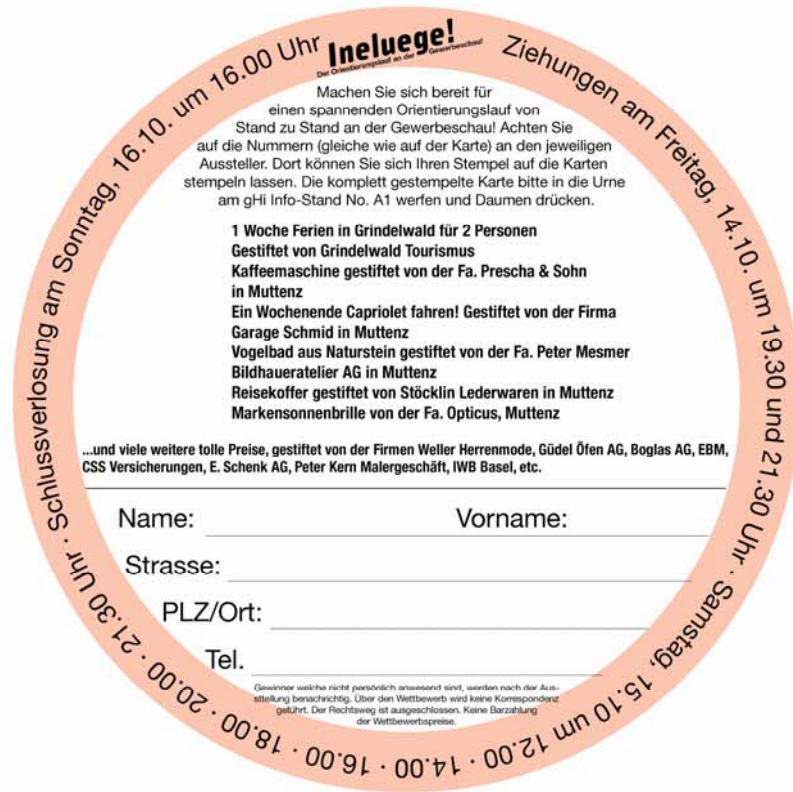 Ineluege!
Der Orientierungslauf an der Gewerbeschau!
Ziehungen am Freitag, 14.10. um 19.30 und 21.30 Uhr · Samstag, 15.10 um 12.00 · 14.00 · 16.00 · 18.00 · 20.00 · 21.30 Uhr · Schlussverlosung am Sonntag, 16.10. um 16.00 Uhr
Machen Sie sich bereit für
einen spannenden Orientierungslauf von
Stand zu Stand an der Gewerbeschau! Achten Sie
auf die Nummern (gleiche wie auf der Karte) an den jeweiligen
Aussteller. Dort können Sie sich Ihren Stempel auf die Karten
stempeln lassen. Die komplett gestempelte Karte bitte in die Urne
am gHi Info-Stand No. A1 werfen und Daumen drücken.
1 Woche Ferien in Grindelwald für 2 Personen
Gestiftet von Grindelwald Tourismus
Kaffeemaschine gestiftet von der Fa. Prescha & Sohn
in Muttenz
Ein Wochenende Capriolet fahren! Gestiftet von der Firma
Garage Schmid in Muttenz
Vogelbad aus Naturstein gestiftet von der Fa. Peter Mesmer
Bildhaueratelier AG in Muttenz
Reisekoffer gestiftet von Stöcklin Lederwaren in Muttenz
Markensonnenbrille von der Fa. Opticus, Muttenz
...und viele weitere tolle Preise, gestiftet von der Firmen Weller Herrenmode, Güdel Öfen AG, Boglas AG, EBM,
CSS Versicherungen, E. Schenk AG, Peter Kern Malergeschäft, IWB Basel, etc.
Name: Vorname:
Strasse:
PLZ/Ort:
Tel.
Gewinner welche nicht persönlich anwesend sind, werden nach der Aus-
sttellung benachrichtig. Über den Wettbewerb wird keine Korrespondenz
geführt. Der Rechtsweg ist ausgeschlossen. Keine Barzahlung
der Wettbewerbspreise.